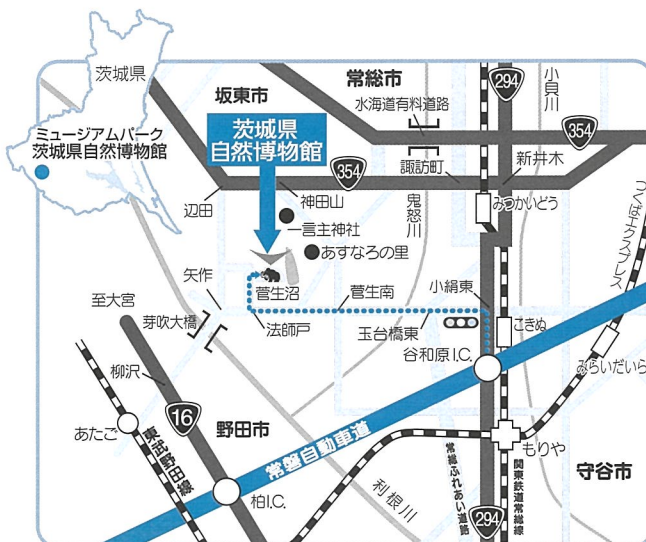 茨城県
ミュージアムパーク
茨城県自然博物館
坂東市
常総市
水海道有料道路
294
小貝川
354
茨城県
自然博物館
354
諏訪町
新井木
辺田
神田山
一言主神社
あすなろの里
鬼怒川
みつかいどう
つくばエクスプレス
矢作
菅生沼
菅生南
小絹東
至大宮
芽吹大橋
法師戸
玉台橋東
こきぬ
谷和原I.C.
みらいだいら
柳沢
16
野田市
あたご
東武野田線
常磐自動車道
もりや
守谷市
柏I.C.
利根川
常総ふれあい道路
294
関東鉄道常総線